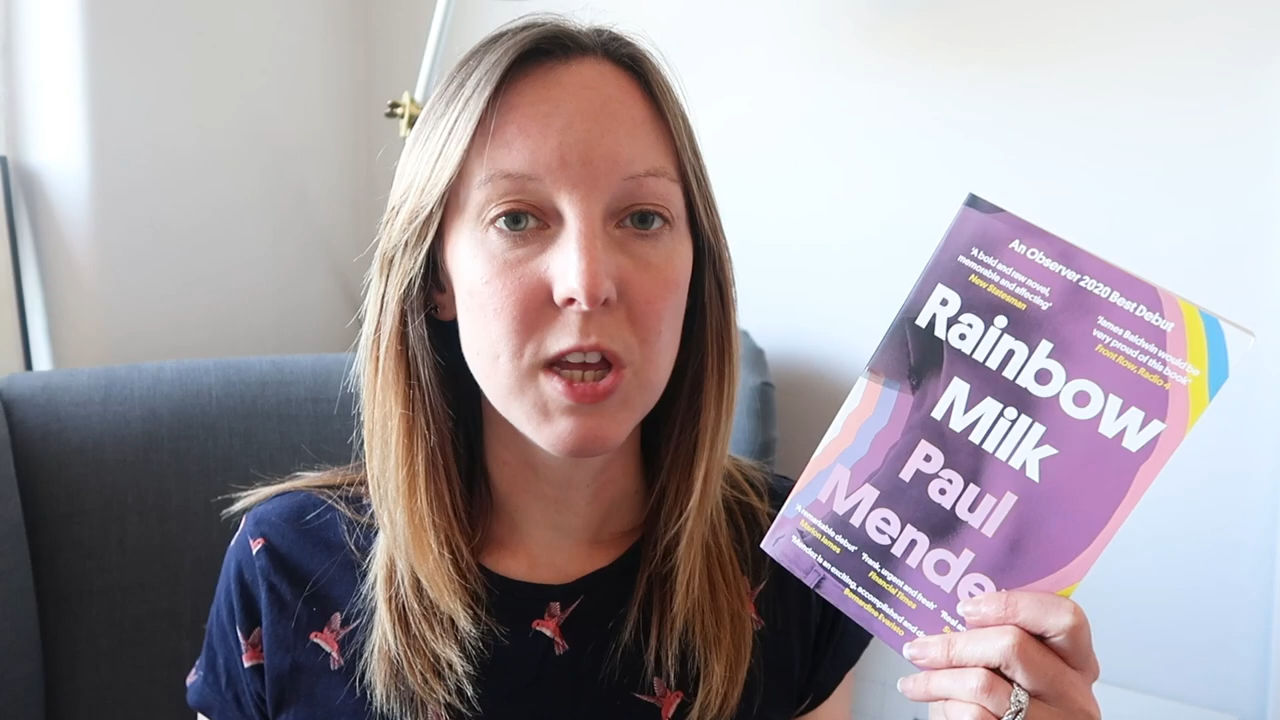 An Observer 2020 Best Debut
'A bold and raw novel,
memorable and affecting'
New Statesman
'James Baldwin would be
very proud of this book'
Front Row, Radio 4
Rainbow
Milk
Paul
Mende
'A remarkable debut'
Marlon James
'Frank, urgent and fresh'
Financial Times
'Mendez is an exciting, accomplished and
Bernardine Evaristo
'Real